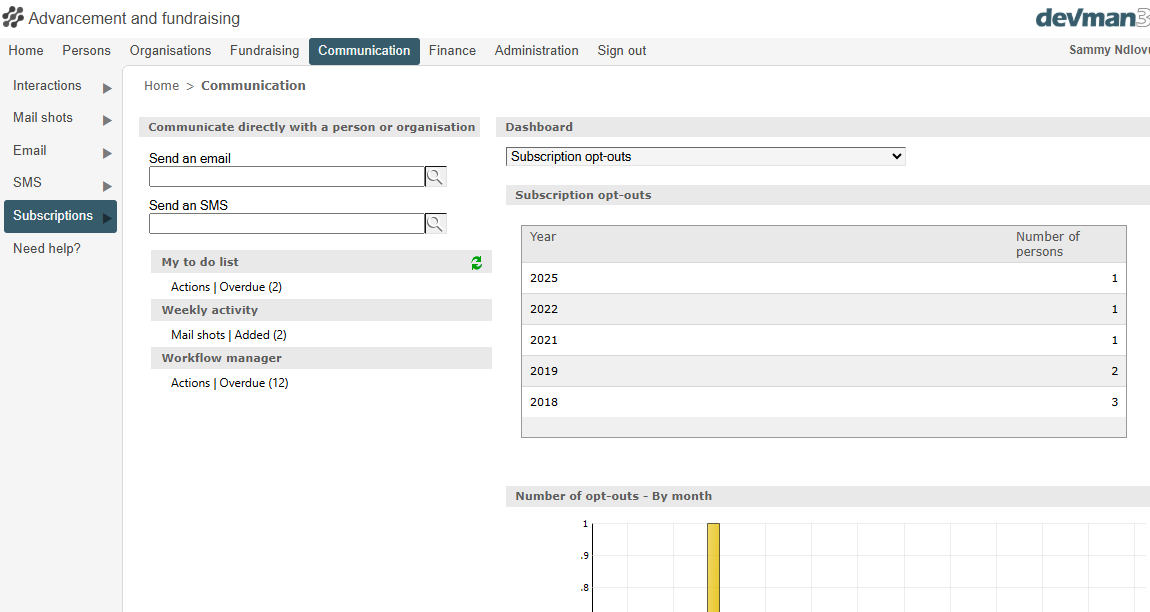 Advancement and fundraising
devman3
Home Persons Organisations Fundraising Communication Finance Administration Sign out
Sammy Ndlovu
Interactions
Mail shots
Email
SMS
Subscriptions
Need help?
Home > Communication
Communicate directly with a person or organisation
Send an email
Send an SMS
My to do list
Actions | Overdue (2)
Weekly activity
Mail shots | Added (2)
Workflow manager
Actions | Overdue (12)
Dashboard
Subscription opt-outs
Subscription opt-outs
Year Number of
persons
2025 1
2022 1
2021 1
2019 2
2018 3
Number of opt-outs - By month
1
.9
.8